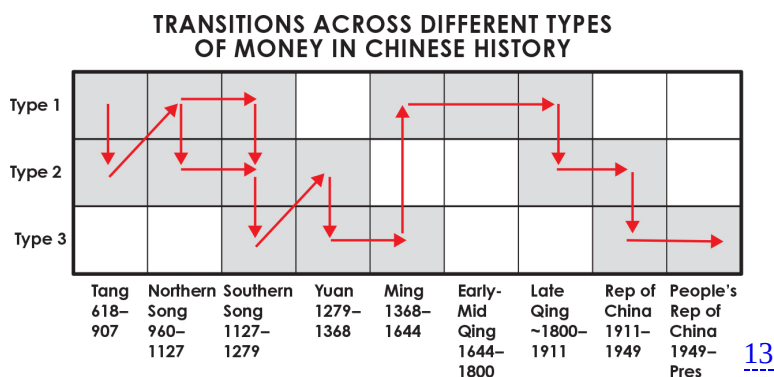 TRANSITIONS ACROSS DIFFERENT TYPES
OF MONEY IN CHINESE HISTORY
Type 1
Type 2
Type 3
Tang
618–
907
Northern
Song
960–
1127
Southern
Song
1127–
1279
Yuan
1279–
1368
Ming
1368–
1644
Early-
Mid
Qing
1644–
1800
Late
Qing
~1800–
1911
Rep of
China
1911–
1949
People's
Rep of
China
1949–
Pres
13